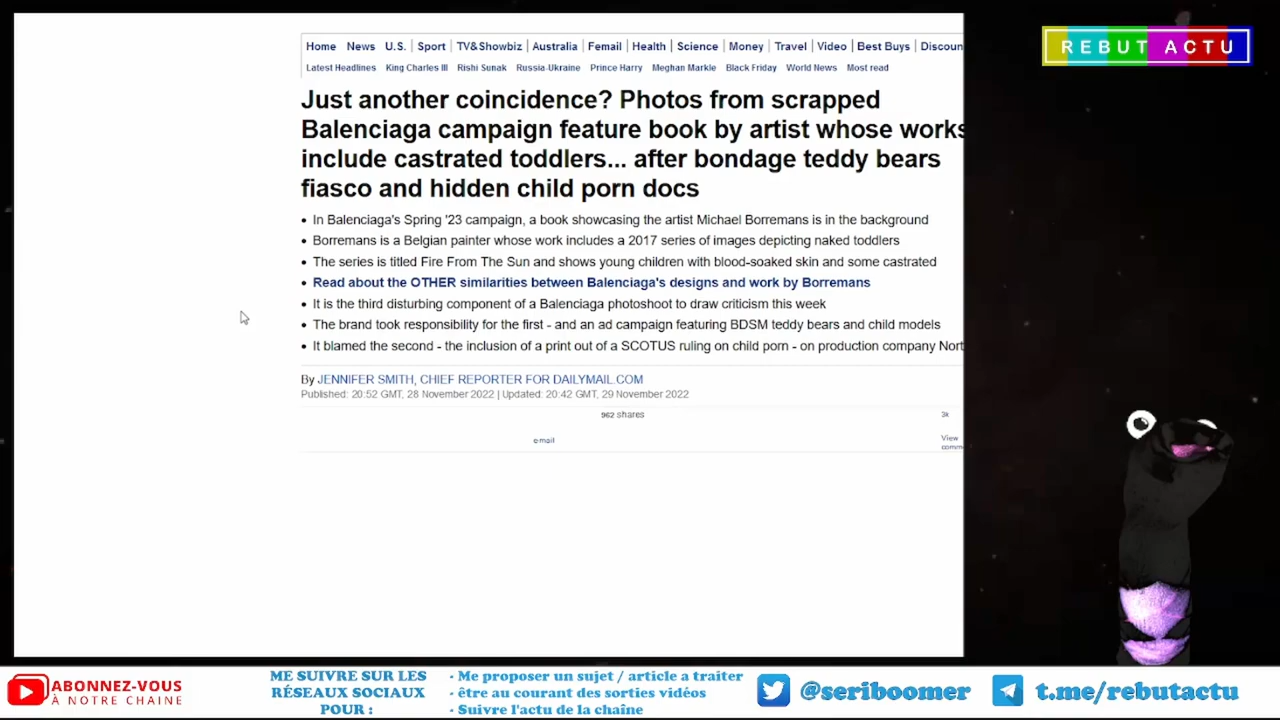 Home News U.S. Sport TV&Showbiz Australia Femail Health Science Money Travel Video Best Buys Discoun
Latest Headlines King Charles III Rishi Sunak Russia-Ukraine Prince Harry Meghan Markle Black Friday World News Most read
REBUT ACTU
Just another coincidence? Photos from scrapped
Balenciaga campaign feature book by artist whose works
include castrated toddlers... after bondage teddy bears
fiasco and hidden child porn docs
• In Balenciaga's Spring '23 campaign, a book showcasing the artist Michael Borremans is in the background
• Borremans is a Belgian painter whose work includes a 2017 series of images depicting naked toddlers
• The series is titled Fire From The Sun and shows young children with blood-soaked skin and some castrated
• Read about the OTHER similarities between Balenciaga's designs and work by Borremans
• It is the third disturbing component of a Balenciaga photoshoot to draw criticism this week
• The brand took responsibility for the first - and an ad campaign featuring BDSM teddy bears and child models
• It blamed the second - the inclusion of a print out of a SCOTUS ruling on child porn - on production company Nort
By JENNIFER SMITH, CHIEF REPORTER FOR DAILYMAIL.COM
Published: 20:52 GMT, 28 November 2022 | Updated: 20:42 GMT, 29 November 2022
962 shares
3k
e-mail
View
comm
ABONNEZ-VOUS
À NOTRE CHAINE
ME SUIVRE SUR LES
RÉSEAUX SOCIAUX
POUR :
- Me proposer un sujet / article a traiter
- être au courant des sorties vidéos
- Suivre l'actu de la chaîne
@seriboomer
t.me/rebutactu